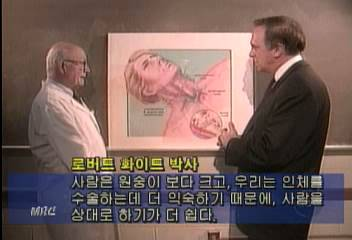 로버트 화이트 박사
사람은 원숭이 보다 크고, 우리는 인체를
수술하는데 더 익숙하기 때문에, 사람을
상대로 하기가 더 쉽다.
MBC